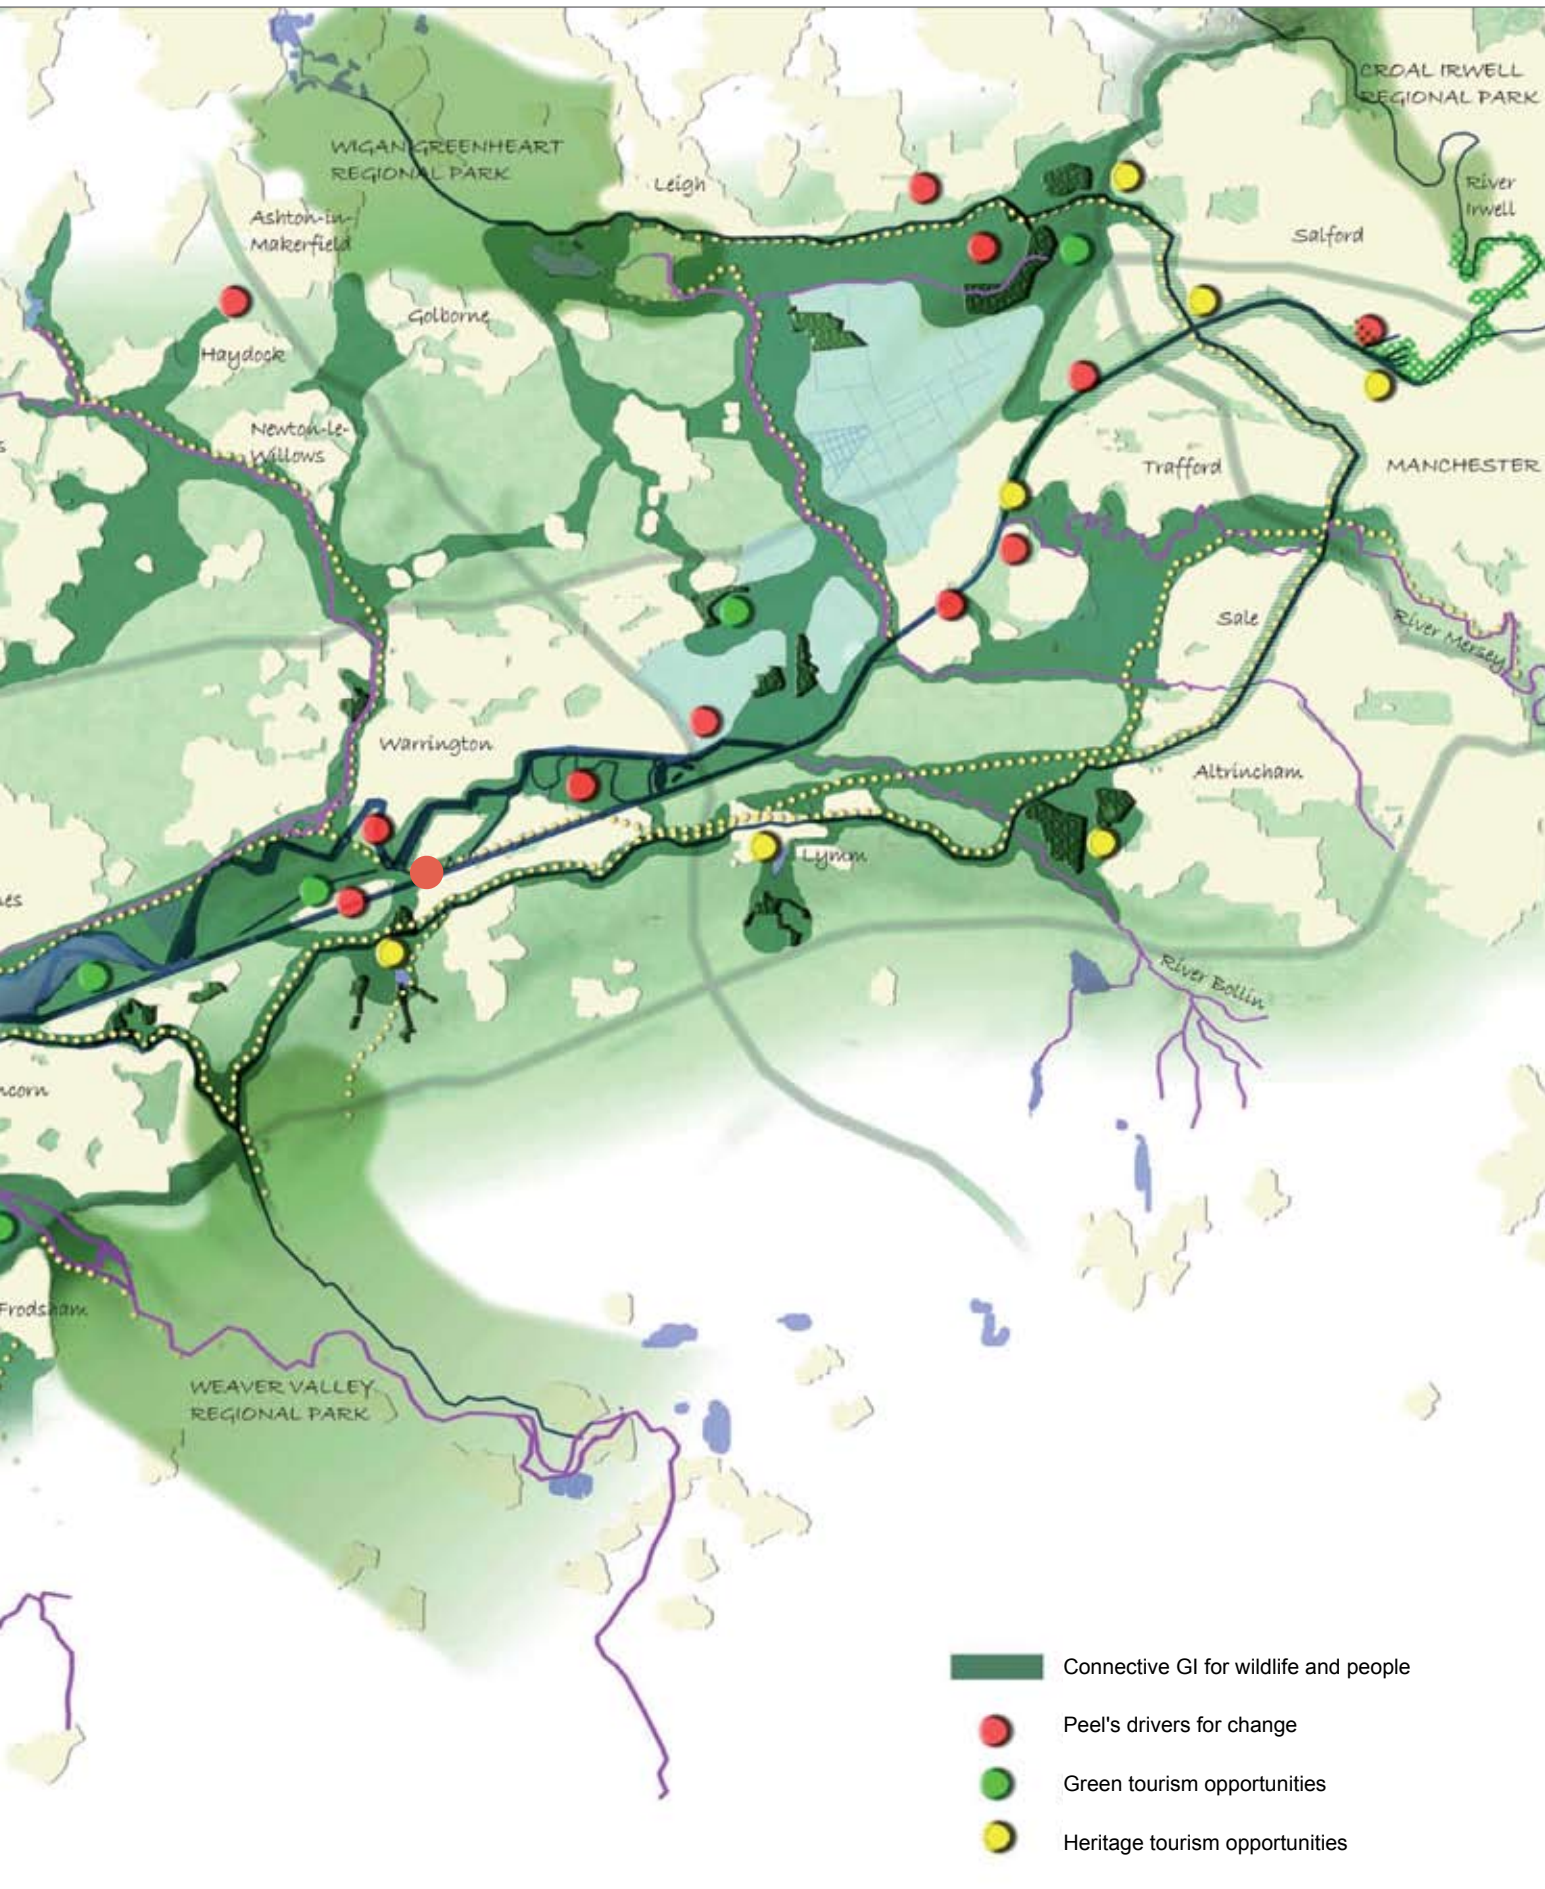 CROAL IRWELL
REGIONAL PARK
WIGAN GREENHEART
REGIONAL PARK
Leigh
River
Irwell
Ashton-in-
Makerfield
Salford
Golborne
Haydock
Newton-le-
Willows
Trafford
MANCHESTER
Sale
River Mersey
Warrington
Altrincham
Lymm
River Bollin
Frodsham
WEAVER VALLEY
REGIONAL PARK
Connective GI for wildlife and people
Peel's drivers for change
Green tourism opportunities
Heritage tourism opportunities